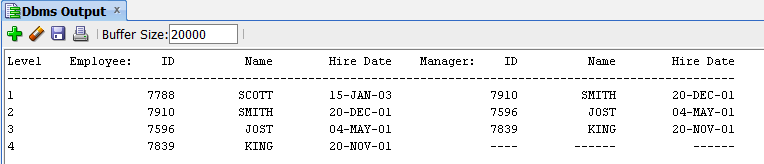 Dbms Output
Buffer Size: 20000
Level Employee: ID Name Hire Date Manager: ID Name Hire Date
--------------------------------------------------------------------------------------------------------
1 7788 SCOTT 15-JAN-03 7910 SMITH 20-DEC-01
2 7910 SMITH 20-DEC-01 7596 JOST 04-MAY-01
3 7596 JOST 04-MAY-01 7839 KING 20-NOV-01
4 7839 KING 20-NOV-01 ---- ------ ------